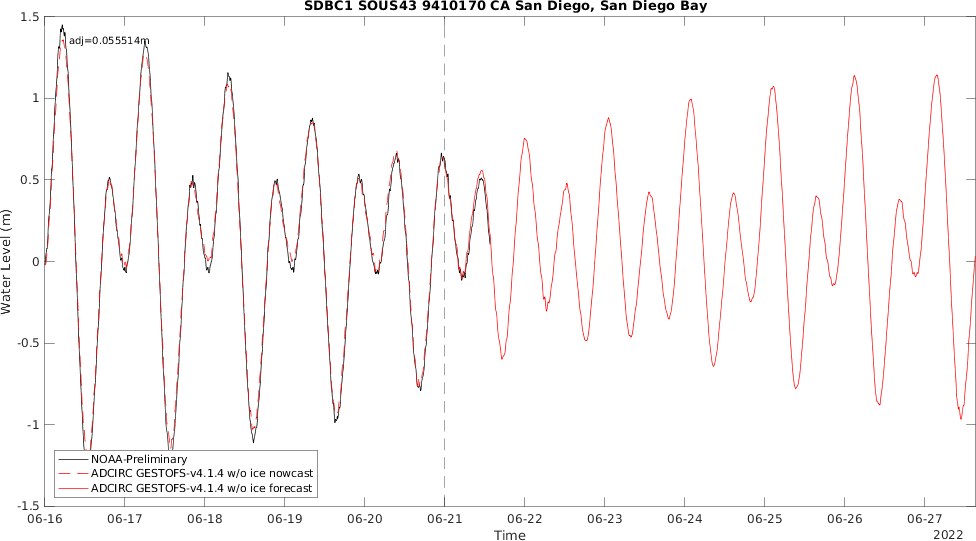 SDBC1 SOUS43 9410170 CA San Diego, San Diego Bay
1.5
adj=0.055514m
1
0.5
0
-0.5
-1
-1.5
Water Level (m)
NOAA-Preliminary
ADCIRC GESTOFS-v4.1.4 w/o ice nowcast
ADCIRC GESTOFS-v4.1.4 w/o ice forecast
06-16 06-17 06-18 06-19 06-20 06-21 06-22 06-23 06-24 06-25 06-26 06-27
Time
2022